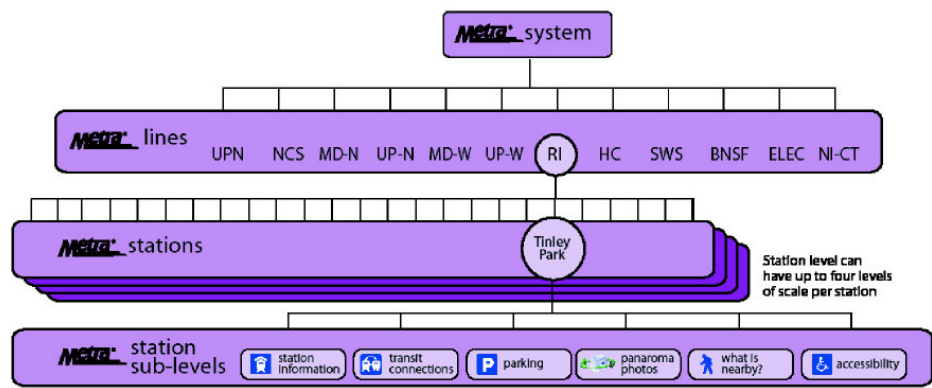 Metra system
Metra lines
UPN NCS MD-N UP-N MD-W UP-W RI HC SWS BNSF ELEC NI-CT
Metra stations
Tinley
Park
Station level can
have up to four levels
of scale per station
Metra station
sub-levels
station
information
transit
connections
P parking
panaroma
photos
what is
nearby?
accessibility